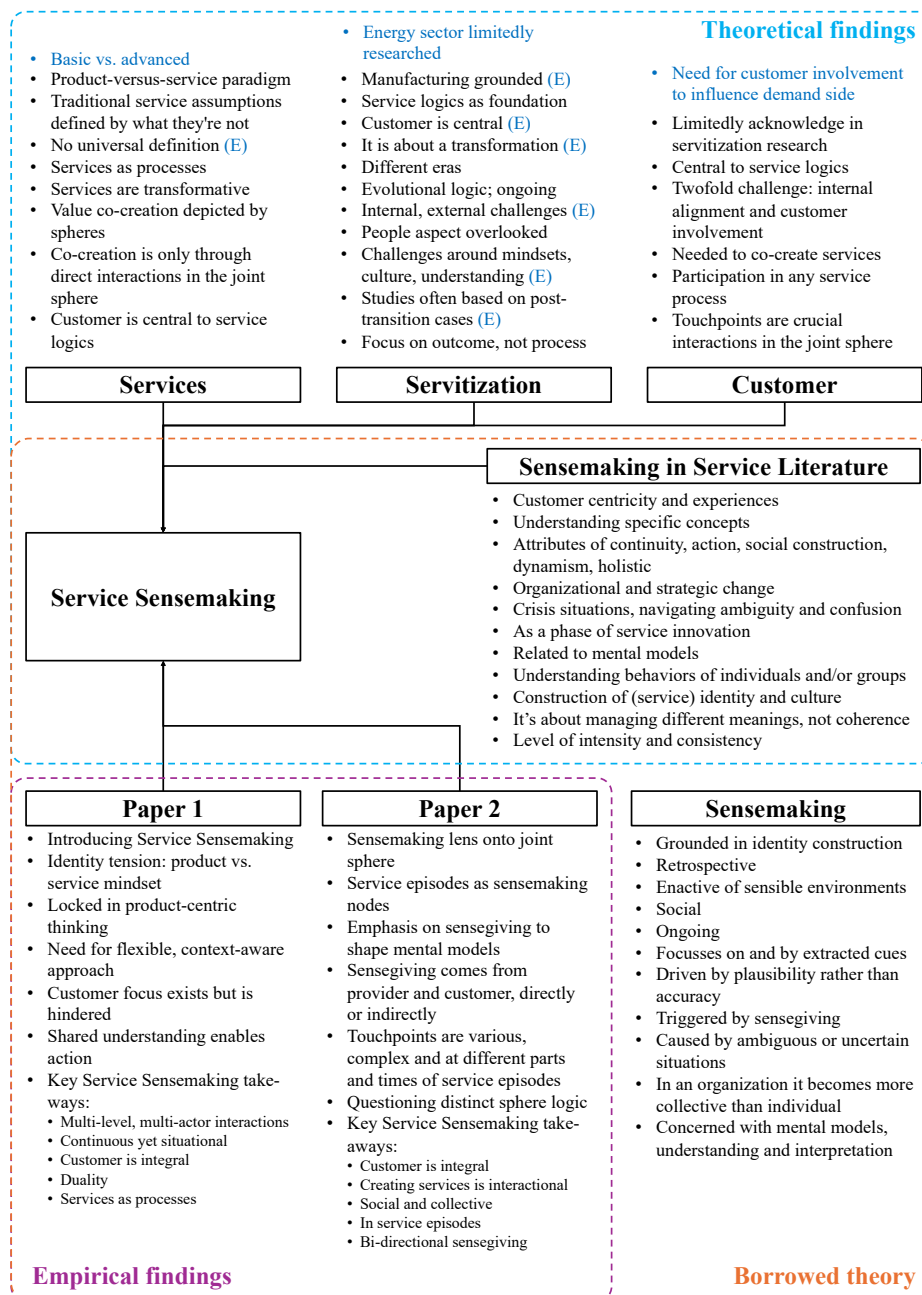 Theoretical findings
• Basic vs. advanced
• Product-versus-service paradigm
• Traditional service assumptions
defined by what they're not
• No universal definition (E)
• Services as processes
• Services are transformative
• Value co-creation depicted by
spheres
• Co-creation is only through
direct interactions in the joint
sphere
• Customer is central to service
logics
• Energy sector limitedly
researched
• Manufacturing grounded (E)
• Service logics as foundation
• Customer is central (E)
• It is about a transformation (E)
• Different eras
• Evolutional logic; ongoing
• Internal, external challenges (E)
• People aspect overlooked
• Challenges around mindsets,
culture, understanding (E)
• Studies often based on post-
transition cases (E)
• Focus on outcome, not process
• Need for customer involvement
to influence demand side
• Limitedly acknowledge in
servitization research
• Central to service logics
• Twofold challenge: internal
alignment and customer
involvement
• Needed to co-create services
• Participation in any service
process
• Touchpoints are crucial
interactions in the joint sphere
Services
Servitization
Customer
Sensemaking in Service Literature
• Customer centricity and experiences
• Understanding specific concepts
• Attributes of continuity, action, social construction,
dynamism, holistic
• Organizational and strategic change
• Crisis situations, navigating ambiguity and confusion
• As a phase of service innovation
• Related to mental models
• Understanding behaviors of individuals and/or groups
• Construction of (service) identity and culture
• It’s about managing different meanings, not coherence
• Level of intensity and consistency
Service Sensemaking
Paper 1
• Introducing Service Sensemaking
• Identity tension: product vs.
service mindset
• Locked in product-centric
thinking
• Need for flexible, context-aware
approach
• Customer focus exists but is
hindered
• Shared understanding enables
action
• Key Service Sensemaking take-
aways:
• Multi-level, multi-actor interactions
• Continuous yet situational
• Customer is integral
• Duality
• Services as processes
Paper 2
• Sensemaking lens onto joint
sphere
• Service episodes as sensemaking
nodes
• Emphasis on sensegiving to
shape mental models
• Sensegiving comes from
provider and customer, directly
or indirectly
• Touchpoints are various,
complex and at different parts
and times of service episodes
• Questioning distinct sphere logic
• Key Service Sensemaking take-
aways:
• Customer is integral
• Creating services is interactional
• Social and collective
• In service episodes
• Bi-directional sensegiving
Sensemaking
• Grounded in identity construction
• Retrospective
• Enactive of sensible environments
• Social
• Ongoing
• Focusses on and by extracted cues
• Driven by plausibility rather than
accuracy
• Triggered by sensegiving
• Caused by ambiguous or uncertain
situations
• In an organization it becomes more
collective than individual
• Concerned with mental models,
understanding and interpretation
Empirical findings
Borrowed theory